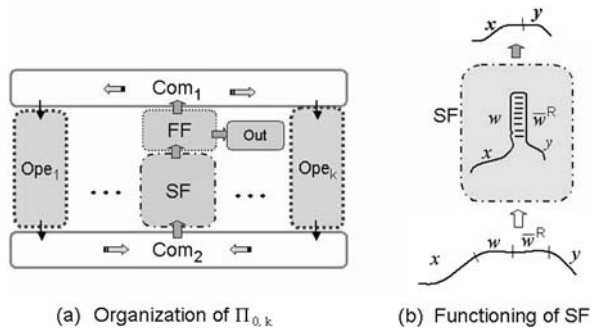 Com₁
FF
Out
Ope₁
SF
Opeₖ
... ...
Com₂
(a) Organization of Π₀,ₖ
x y
SF
w w̅ᴿ
x y
x w w̅ᴿ y
(b) Functioning of SF